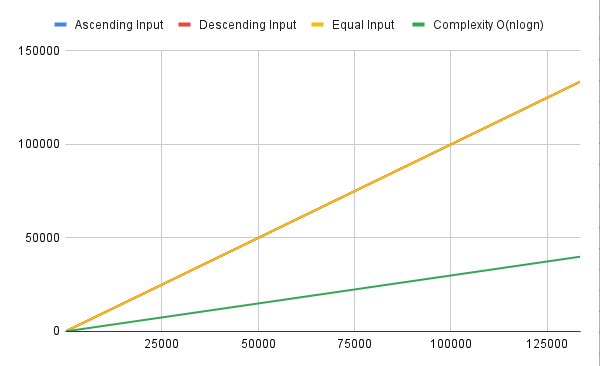 Ascending Input Descending Input Equal Input Complexity O(nlogn)
150000
100000
50000
0
25000 50000 75000 100000 125000